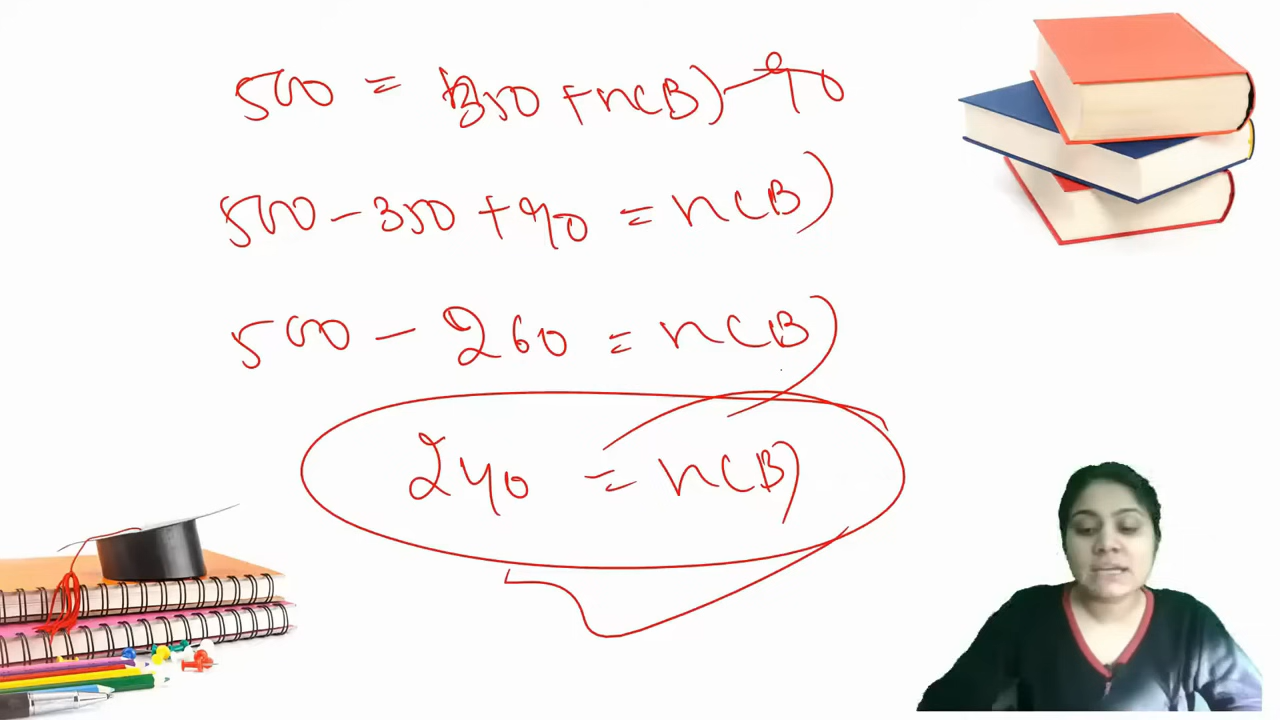 500 = 350 + n(B) - 90
500 - 350 + 90 = n(B)
500 - 260 = n(B)
240 = n(B)